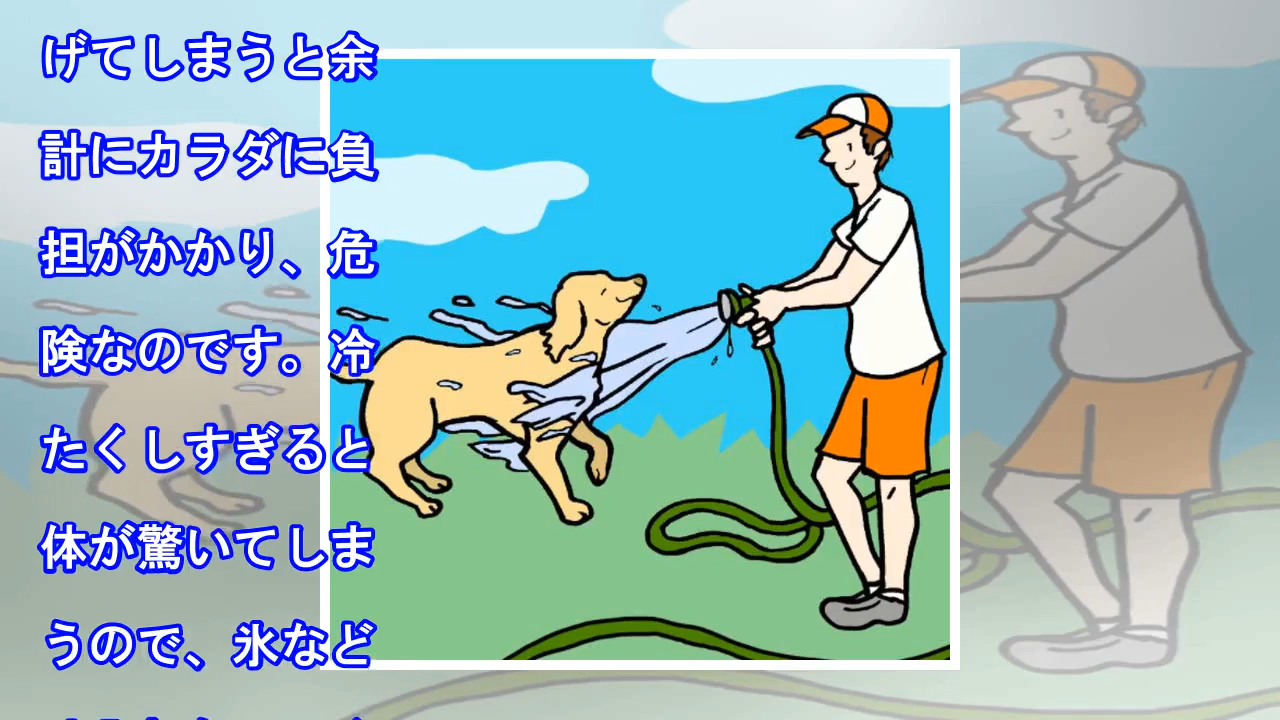 げてしまうと余
計にカラダに負
担がかかり、危
険なのです。冷
たくしすぎると
体が驚いてしま
うので、氷など